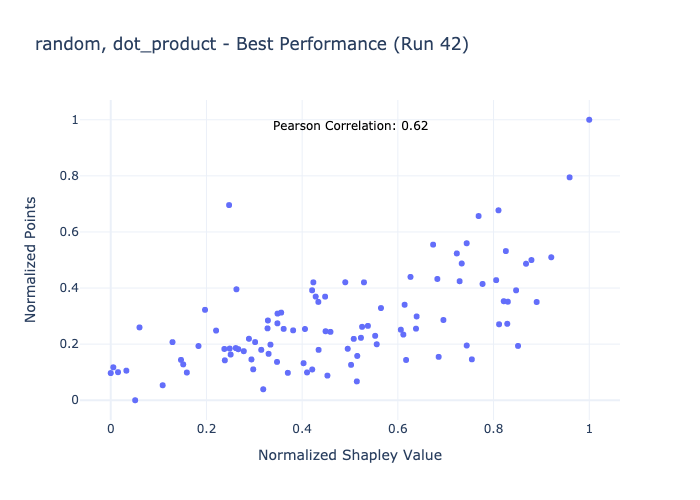 random, dot_product - Best Performance (Run 42)
Pearson Correlation: 0.62
1
0.8
0.6
0.4
0.2
0
Normalized Points
0 0.2 0.4 0.6 0.8 1
Normalized Shapley Value